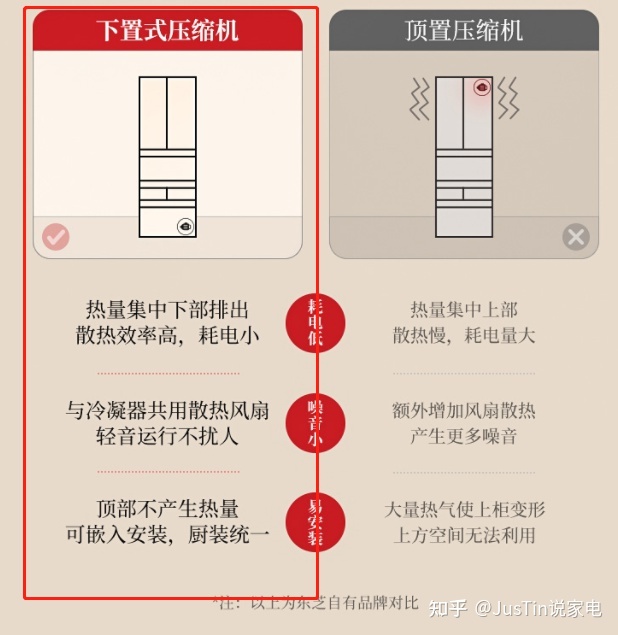 下置式压缩机
顶置压缩机
热量集中下部排出
散热效率高，耗电小
耗电低
热量集中上部
散热慢，耗电量大
与冷凝器共用散热风扇
轻音运行不扰人
噪音小
额外增加风扇散热
产生更多噪音
顶部不产生热量
可嵌入安装，厨装统一
易安装
大量热气使上柜变形
上方空间无法利用
*注：以上为东芝自有品牌对比
知乎 @JusTin说家电